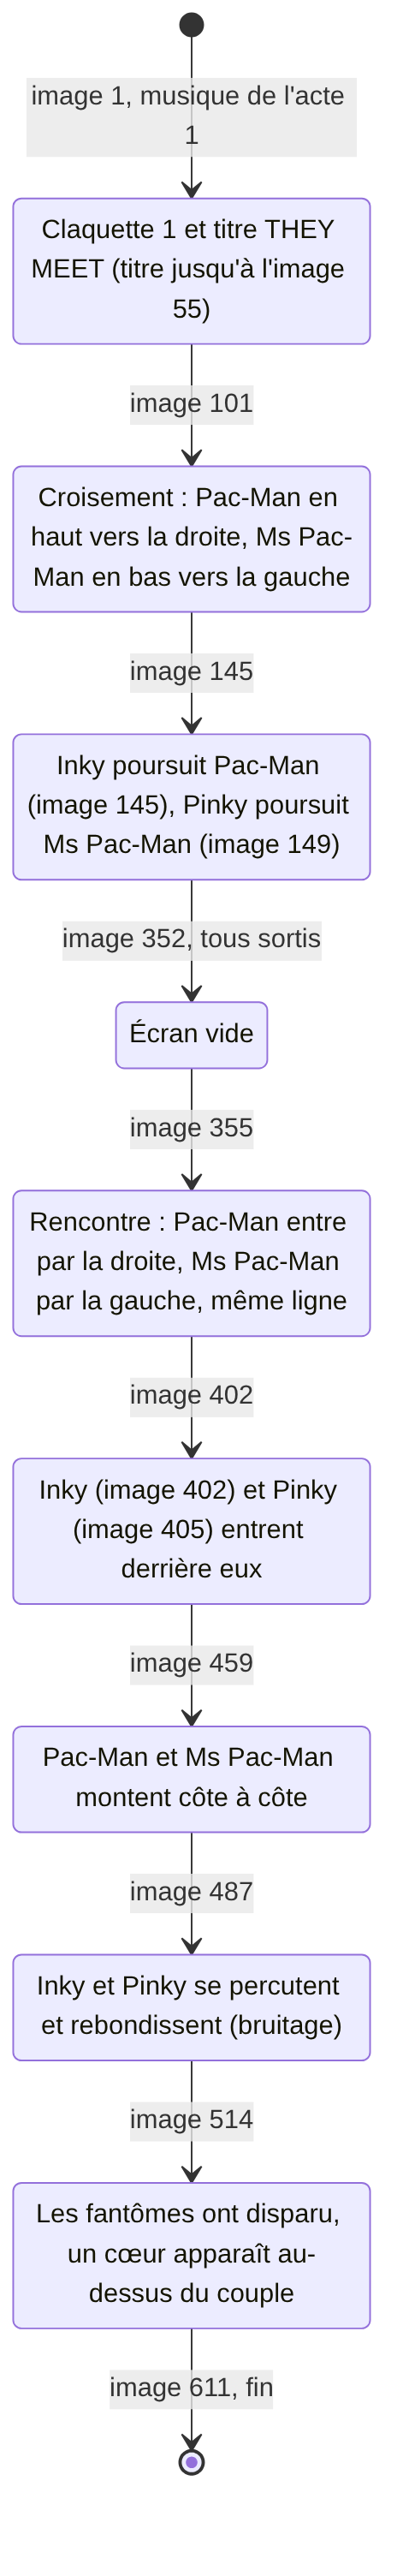 image 1, musique de l'acte
1
Claquette 1 et titre THEY
MEET (titre jusqu'à l'image
55)
image 101
Croisement : Pac-Man en
haut vers la droite, Ms Pac-
Man en bas vers la gauche
image 145
Inky poursuit Pac-Man
(image 145), Pinky poursuit
Ms Pac-Man (image 149)
image 352, tous sortis
Écran vide
image 355
Rencontre : Pac-Man entre
par la droite, Ms Pac-Man
par la gauche, même ligne
image 402
Inky (image 402) et Pinky
(image 405) entrent
derrière eux
image 459
Pac-Man et Ms Pac-Man
montent côte à côte
image 487
Inky et Pinky se percutent
et rebondissent (bruitage)
image 514
Les fantômes ont disparu,
un cœur apparaît au-
dessus du couple
image 611, fin